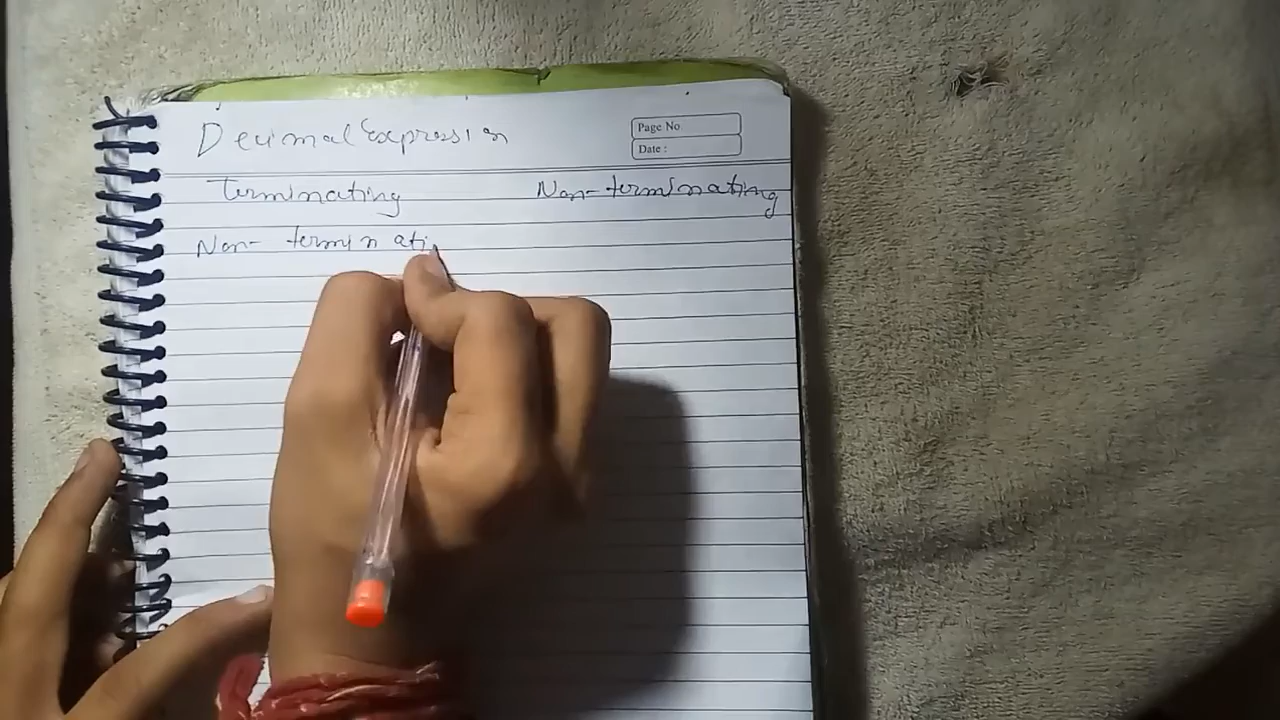 Decimal Expression
Page No
Date :
Terminating Non-terminating
Non-terminati